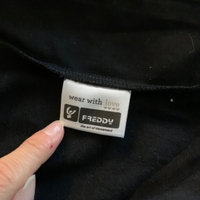 wear with love
FREDDY
the art of movement